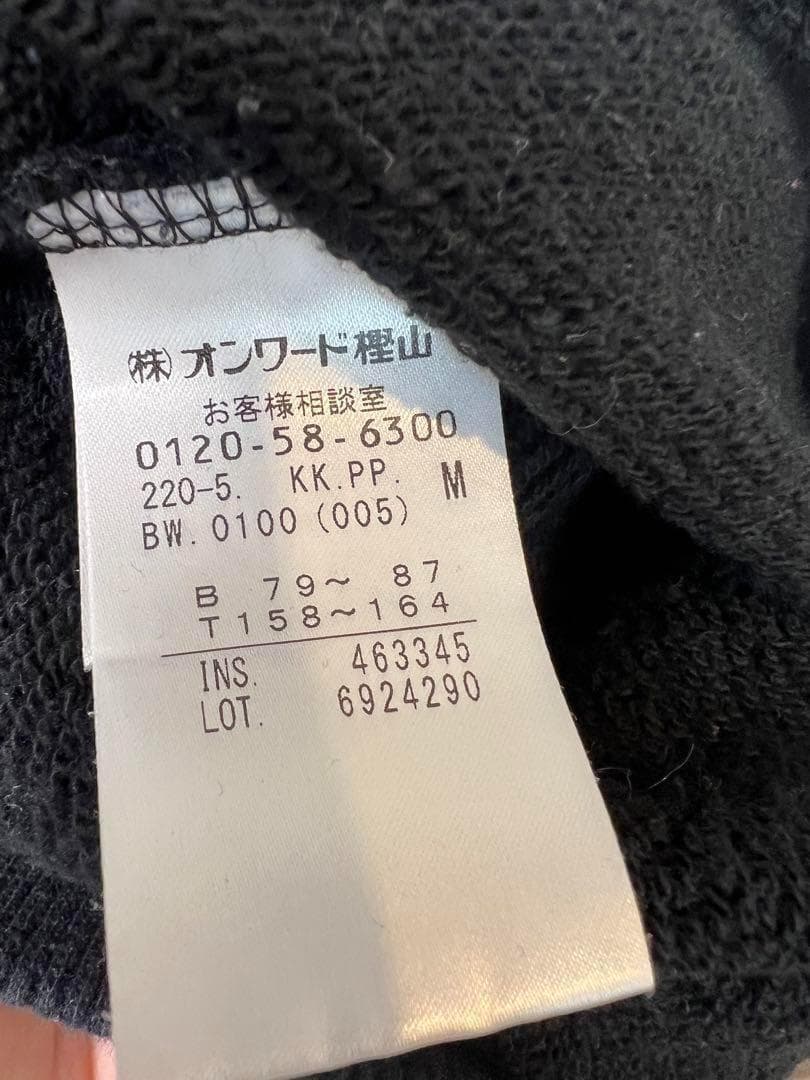 (株)オンワード樫山
お客様相談室
0120-58-6300
220-5. KK.PP. M
BW.0100(005)
B 79～ 87
T158～164
INS. 463345
LOT. 6924290